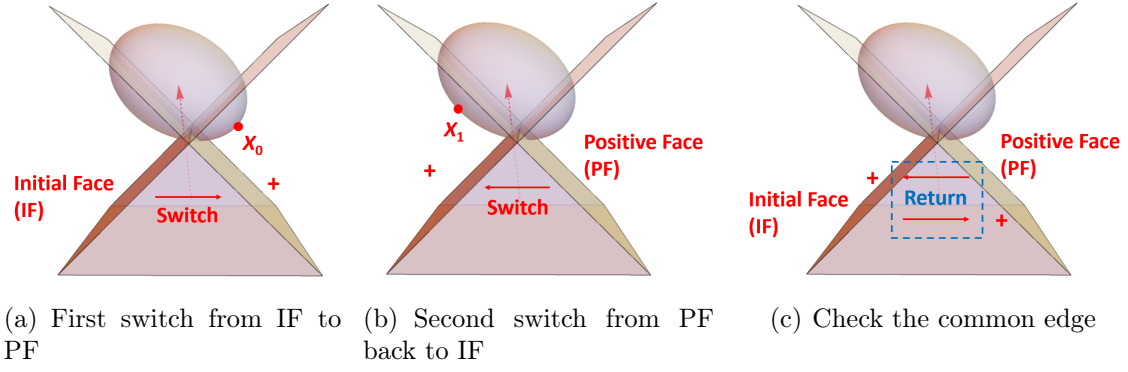 X0
Initial Face
(IF)
+
Switch
X1
Positive Face
(PF)
+
Switch
Positive Face
(PF)
+
Return
Initial Face
(IF)
+
(a) First switch from IF to
PF
(b) Second switch from PF
back to IF
(c) Check the common edge